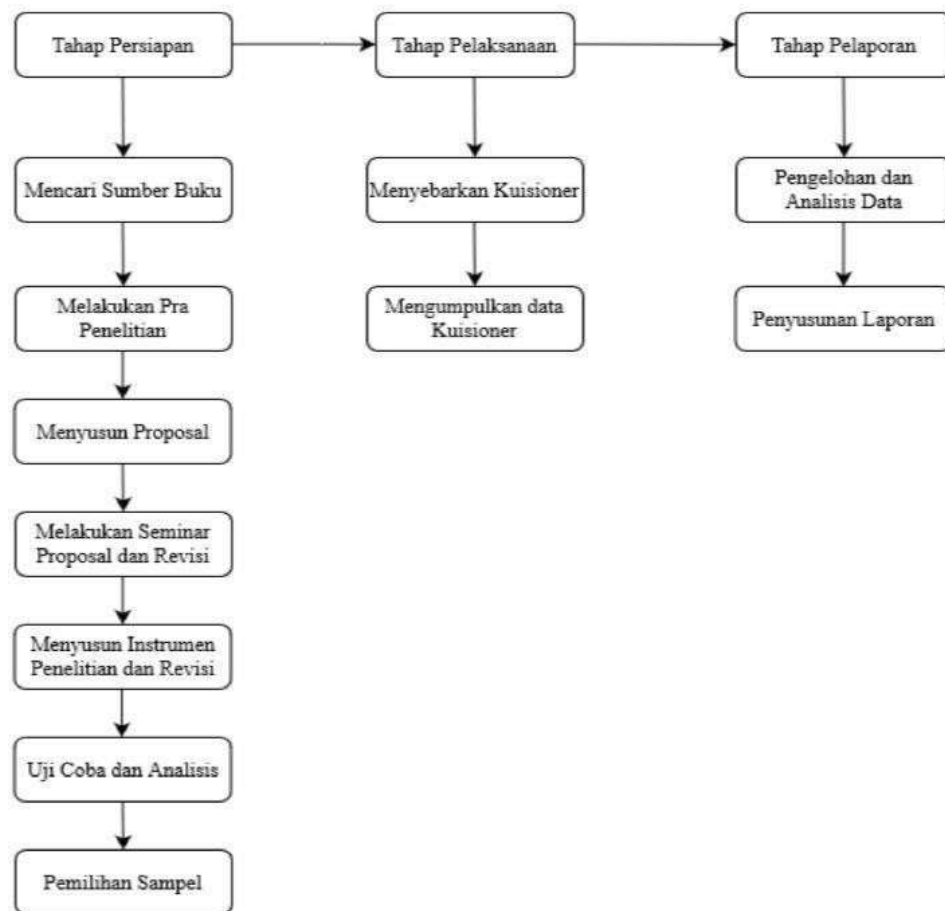 Tahap Persiapan
Tahap Pelaksanaan
Tahap Pelaporan
Mencari Sumber Buku
Menyebarkan Kuisioner
Pengelohan dan
Analisis Data
Melakukan Pra
Penelitian
Mengumpulkan data
Kuisioner
Penyusunan Laporan
Menyusun Proposal
Melakukan Seminar
Proposal dan Revisi
Menyusun Instrumen
Penelitian dan Revisi
Uji Coba dan Analisis
Pemilihan Sampel